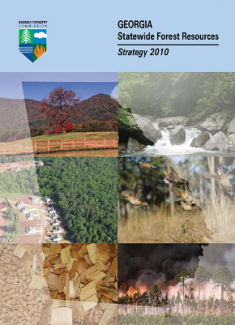 GEORGIA FORESTRY
COMMISSION
GEORGIA
Statewide Forest Resources
Strategy 2010